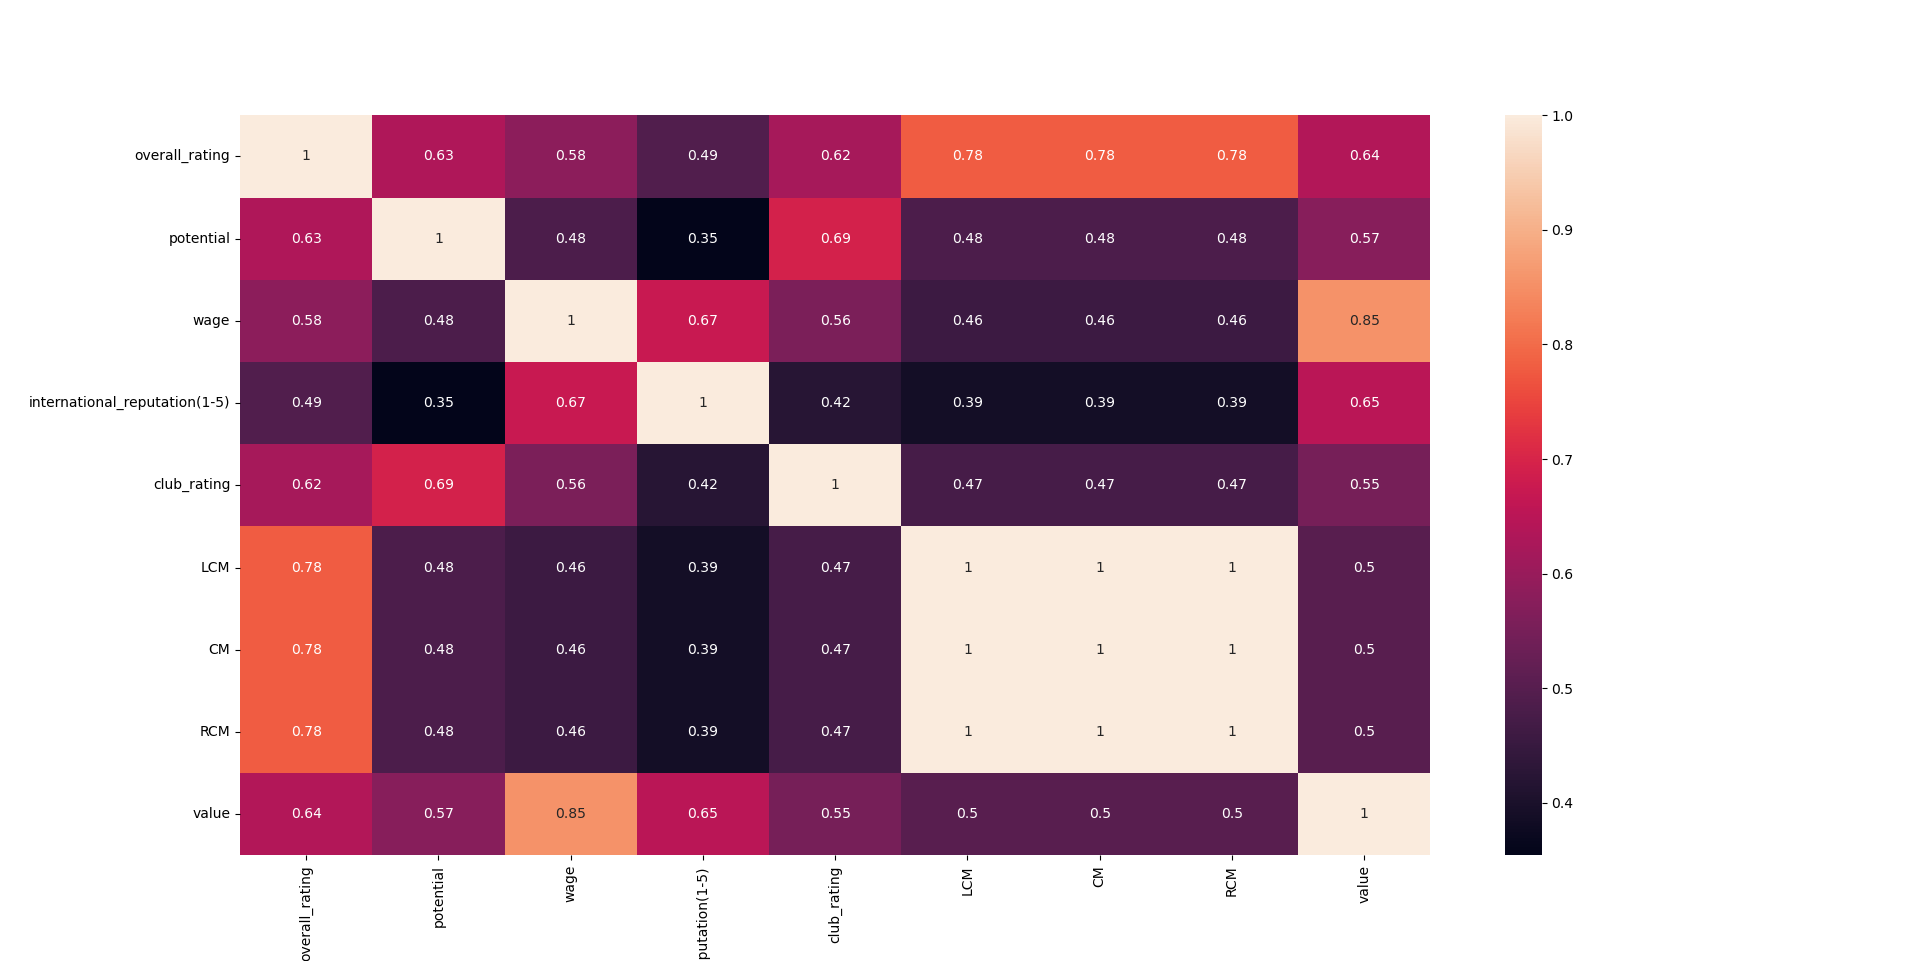 overall_rating 1 0.63 0.58 0.49 0.62 0.78 0.78 0.78 0.64
potential 0.63 1 0.48 0.35 0.69 0.48 0.48 0.48 0.57
wage 0.58 0.48 1 0.67 0.56 0.46 0.46 0.46 0.85
international_reputation(1-5) 0.49 0.35 0.67 1 0.42 0.39 0.39 0.39 0.65
club_rating 0.62 0.69 0.56 0.42 1 0.47 0.47 0.47 0.55
LCM 0.78 0.48 0.46 0.39 0.47 1 1 1 0.5
CM 0.78 0.48 0.46 0.39 0.47 1 1 1 0.5
RCM 0.78 0.48 0.46 0.39 0.47 1 1 1 0.5
value 0.64 0.57 0.85 0.65 0.55 0.5 0.5 0.5 1
overall_rating
potential
wage
putation(1-5)
club_rating
LCM
CM
RCM
value
1.0
0.9
0.8
0.7
0.6
0.5
0.4